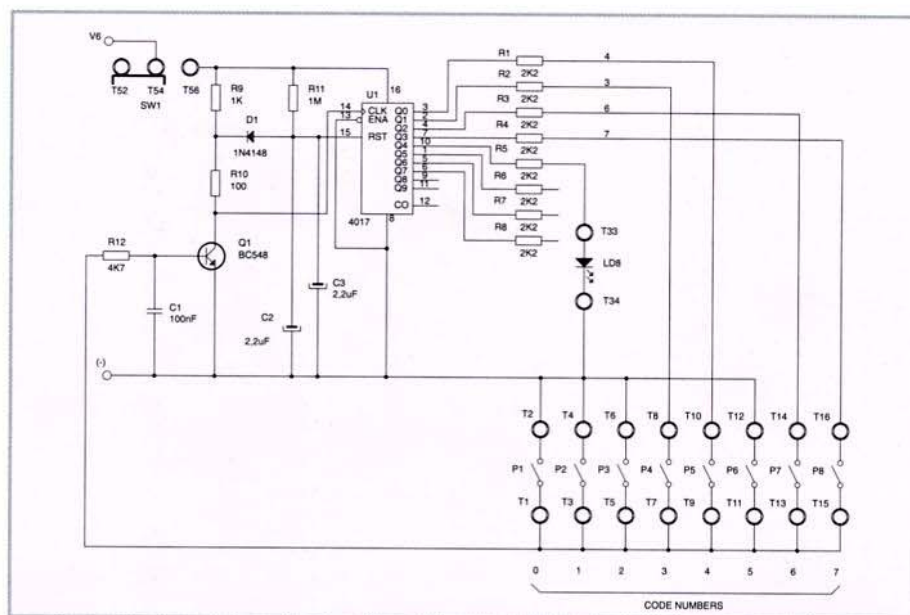 V6
T52 T54 T56
SW1
R9
1K
R11
1M
D1
1N4148
R10
100
R12
4K7
Q1
BC548
C1
100nF
C2
2,2uF
C3
2,2uF
(-)
U1
16
14 CLK
13 ENA
15 RST
4017
8
Q0 3
Q1 2
Q2 4
Q3 7
Q4 10
Q5 1
Q6 5
Q7 6
Q8 9
Q9 11
CO 12
R1
2K2
4
R2
2K2
3
R3
2K2
6
R4
2K2
7
R5
2K2
R6
2K2
R7
2K2
R8
2K2
T33
LD8
T34
T2 T4 T6 T8 T10 T12 T14 T16
P1 P2 P3 P4 P5 P6 P7 P8
T1 T3 T5 T7 T9 T11 T13 T15
0 1 2 3 4 5 6 7
CODE NUMBERS